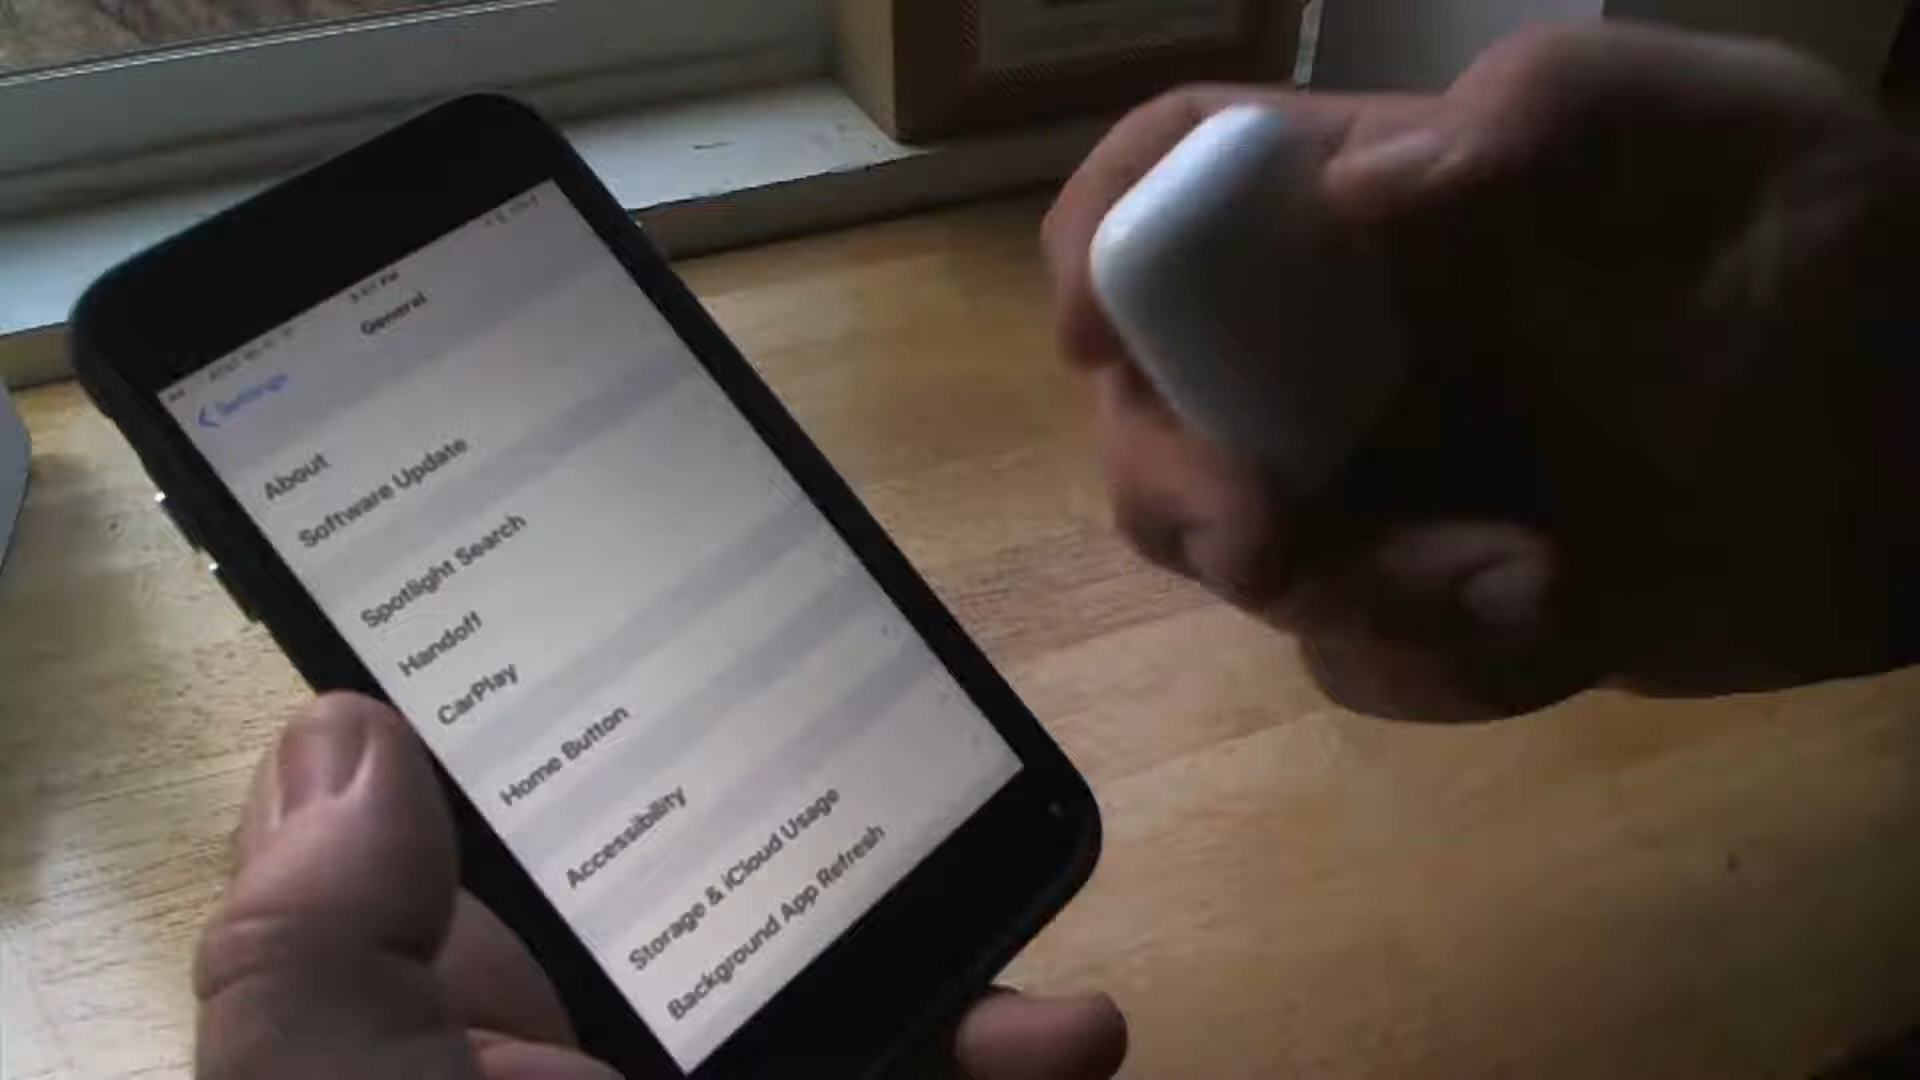 General
Settings
About
Software Update
Spotlight Search
Handoff
CarPlay
Home Button
Accessibility
Storage & iCloud Usage
Background App Refresh